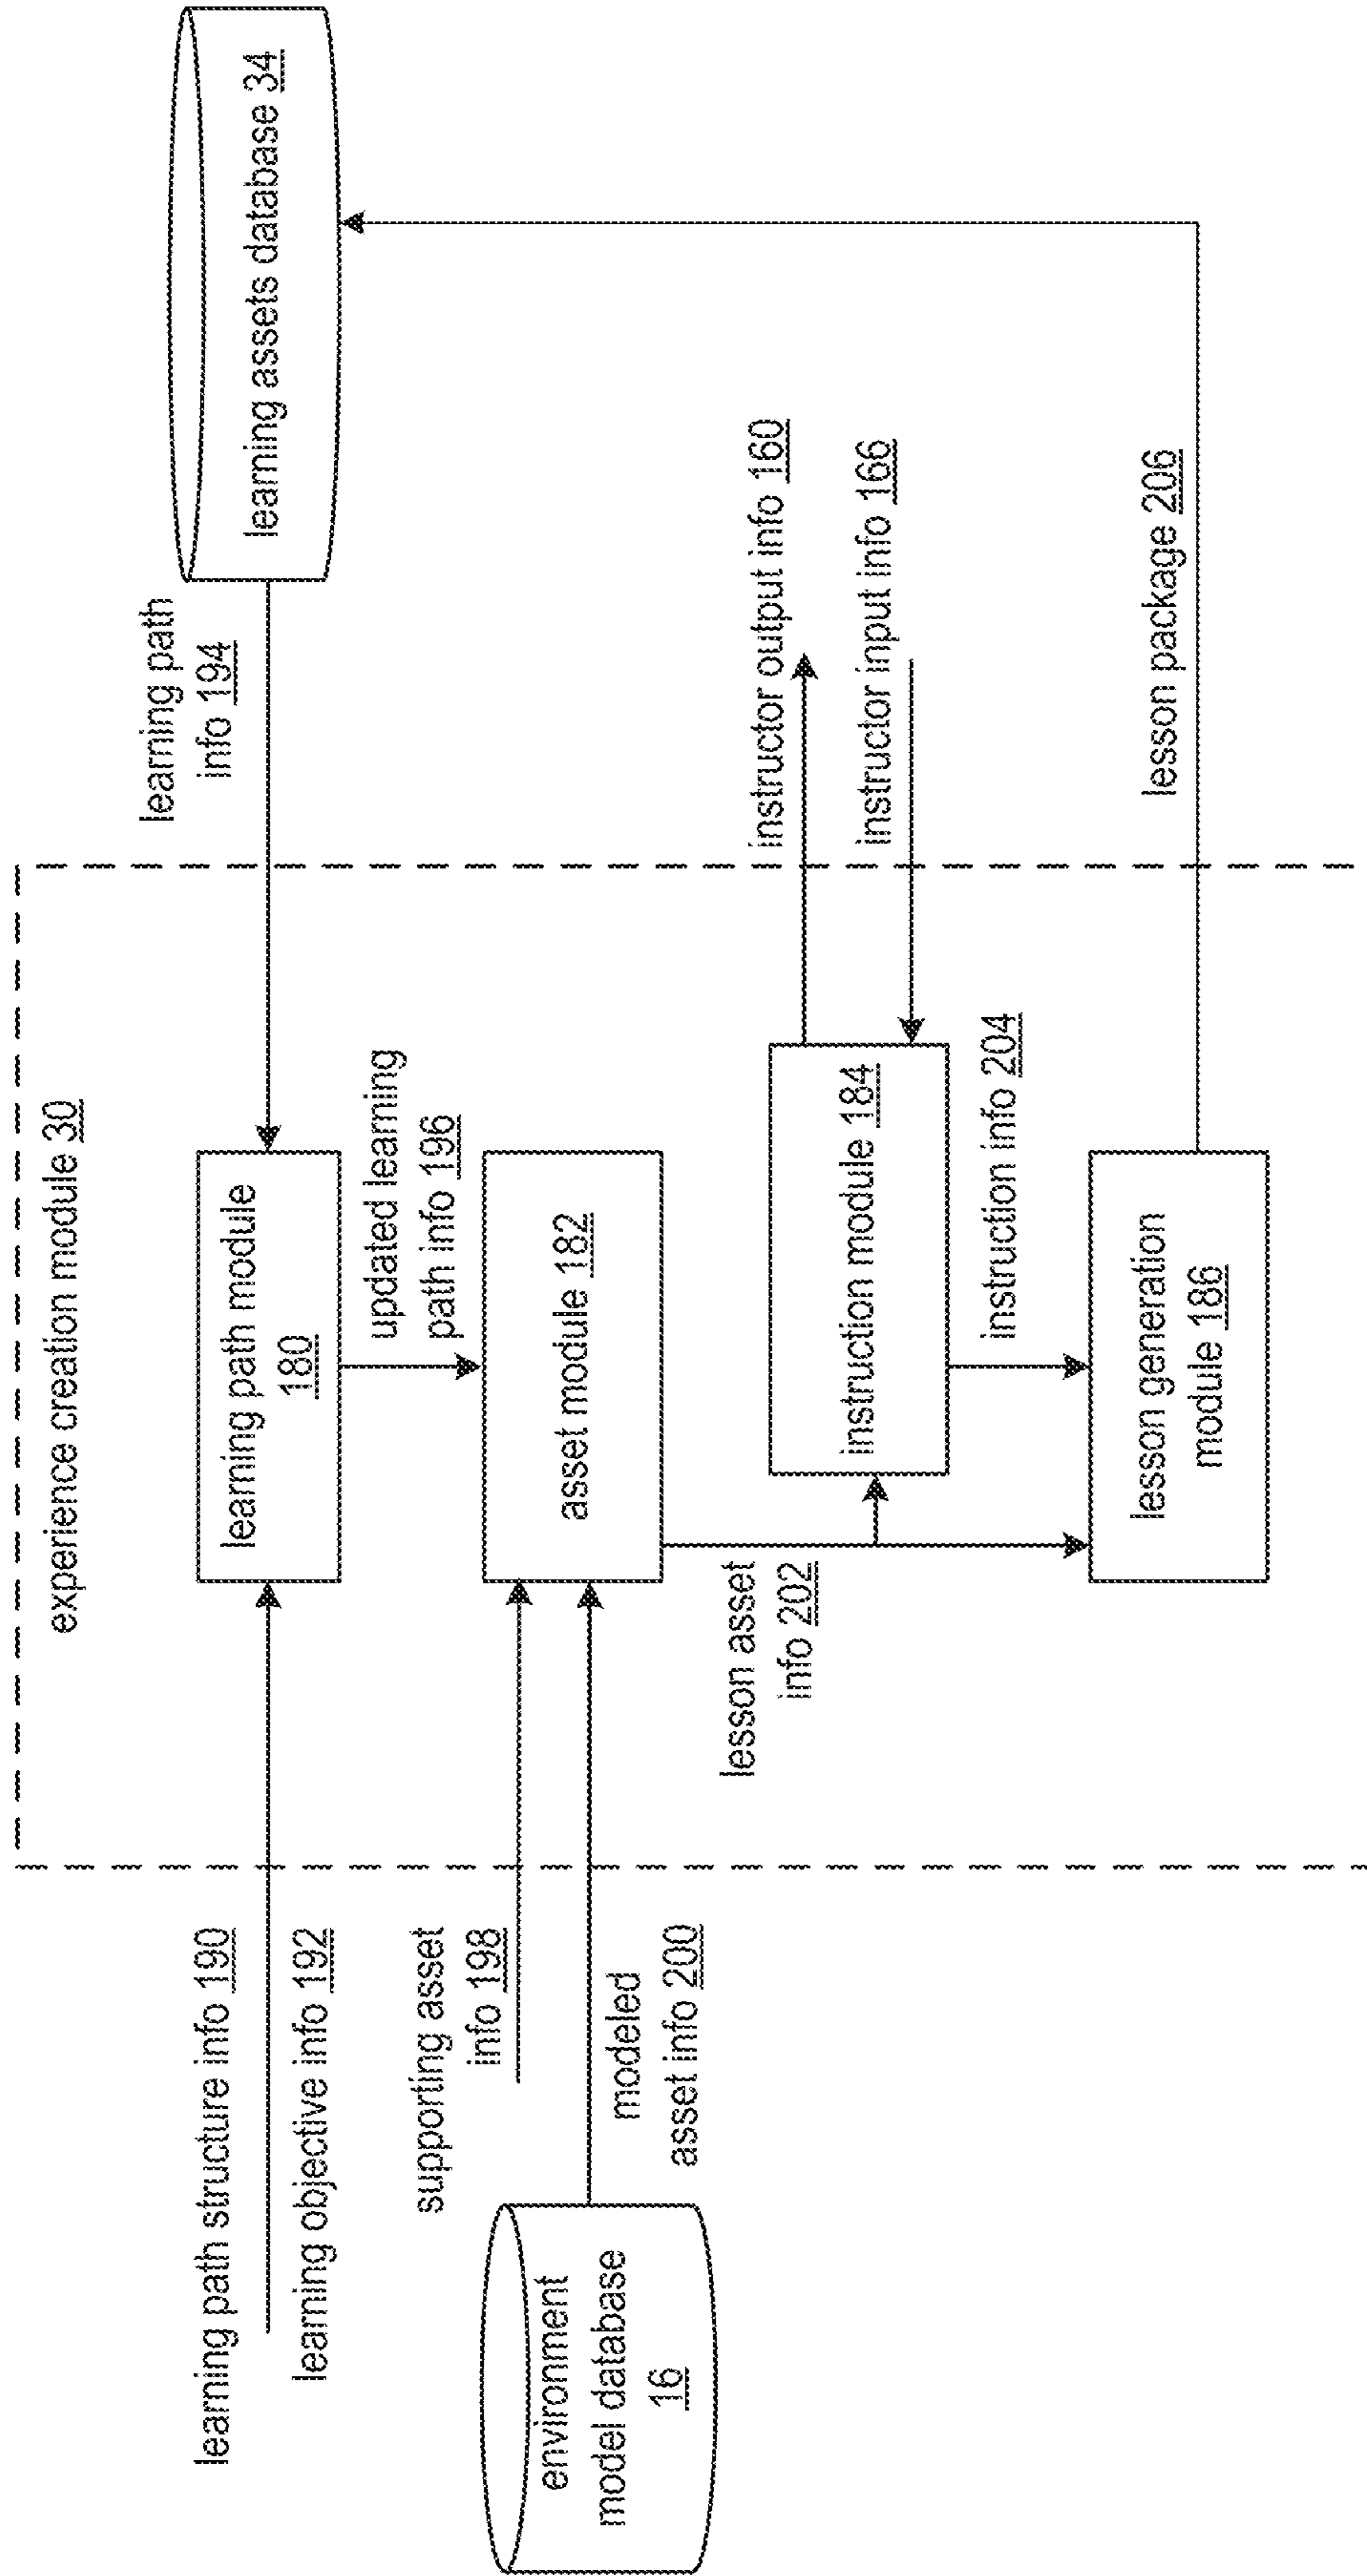 experience creation module 30
learning path structure info 190
learning objective info 192
learning path module
180
learning path
info 194
learning assets database 34
updated learning
path info 196
supporting asset
info 198
asset module 182
environment
model database
16
modeled
asset info 200
lesson asset
info 202
instruction module 184
instructor output info 160
instructor input info 166
instruction info 204
lesson generation
module 186
lesson package 206